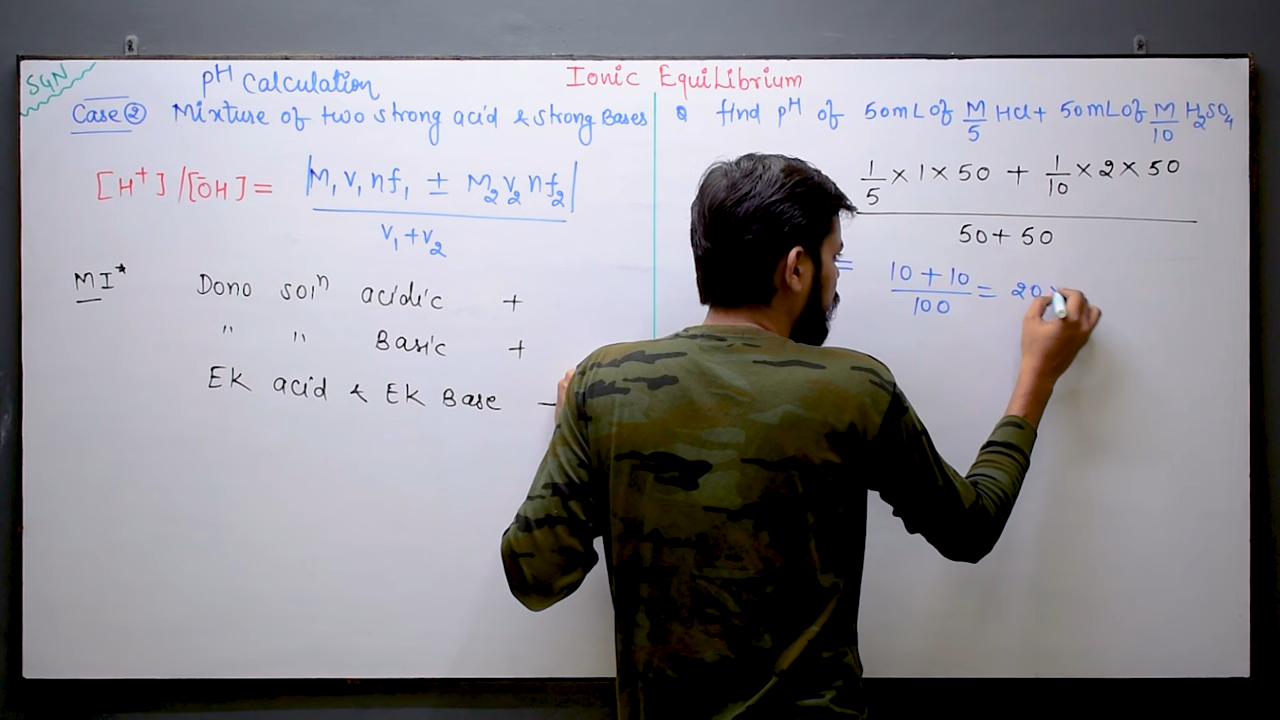 SGN
pH Calculation
Ionic EquiLibrium
Case ② Mixture of two strong acid & strong Bases
[H⁺] / [ŌH] = |M₁V₁nf₁ ± M₂V₂nf₂|
V₁+V₂
MI*
Dono solⁿ acidic +
" " Basic +
EK acid & EK Base –
Q find pH of 50mL of M/5 HCl + 50mL of M/10 H₂SO₄
1/5 × 1 × 50 + 1/10 × 2 × 50
50 + 50
= 10 + 10 / 100 = 20